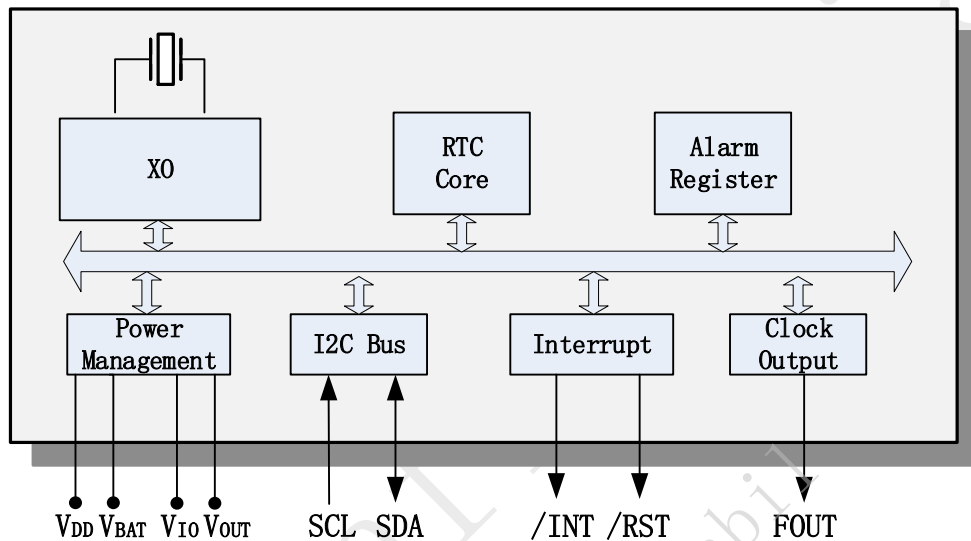 XO
RTC
Core
Alarm
Register
Power
Management
I2C Bus
Interrupt
Clock
Output
VDD VBAT VIO VOUT SCL SDA /INT /RST FOUT